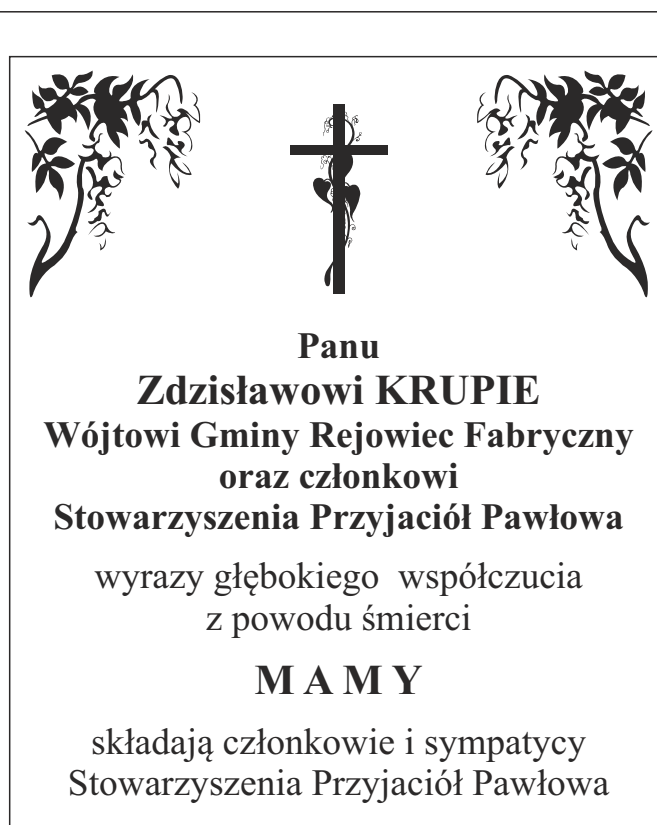 Panu
Zdzisławowi KRUPIE
Wójtowi Gminy Rejowiec Fabryczny
oraz członkowi
Stowarzyszenia Przyjaciół Pawłowa
wyrazy głębokiego  współczucia
z powodu śmierci
M A M Y
składają członkowie i sympatycy
Stowarzyszenia Przyjaciół Pawłowa